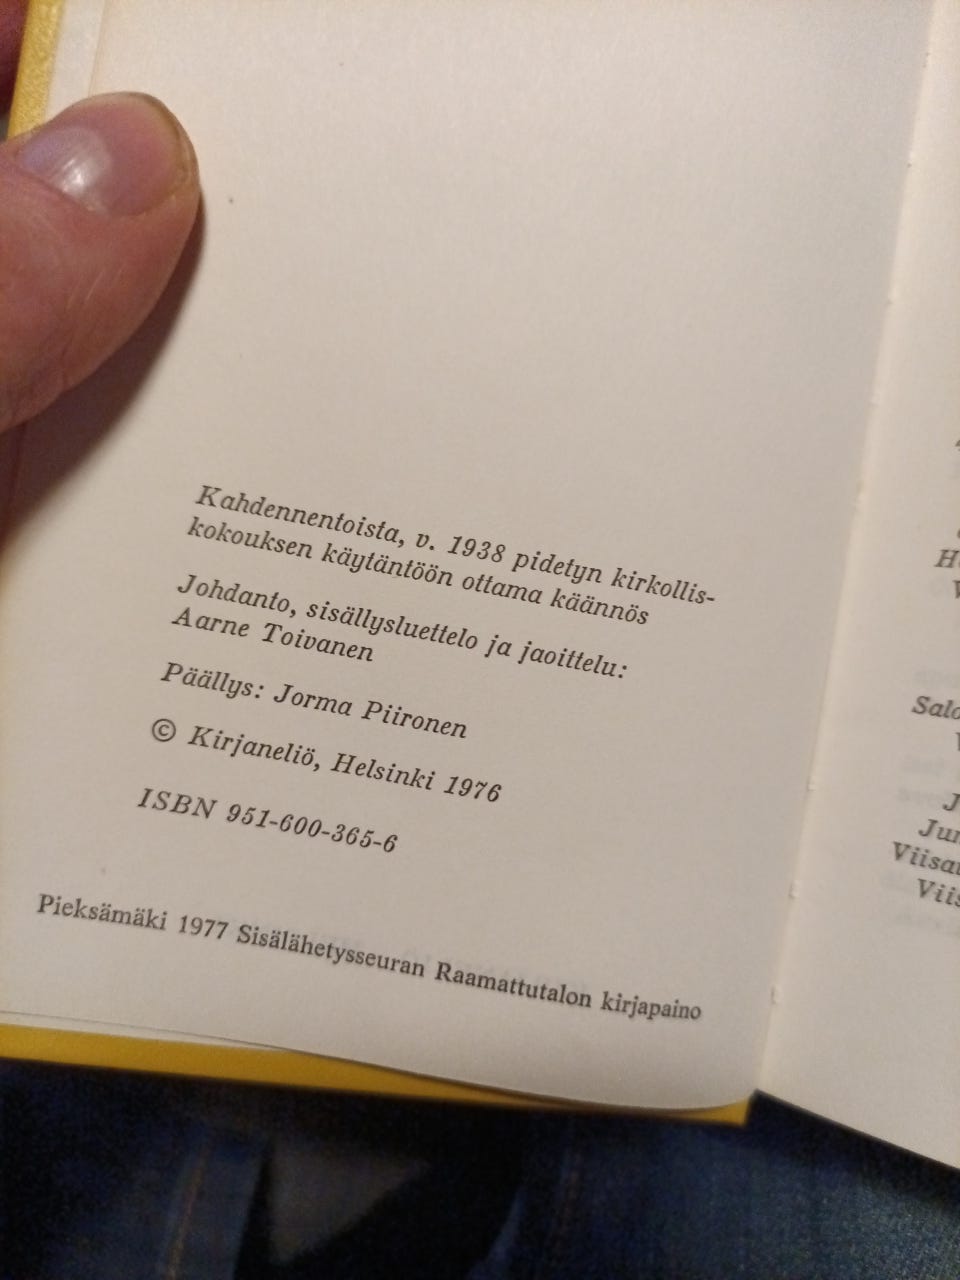 Kahdennentoista, v. 1938 pidetyn kirkollis-
kokouksen käytäntöön ottama käännös
Johdanto, sisällysluettelo ja jaoittelu:
Aarne Toivanen
Päällys: Jorma Piironen
© Kirjaneliö, Helsinki 1976
ISBN 951-600-365-6
Pieksämäki 1977 Sisälähetysseuran Raamattutalon kirjapaino